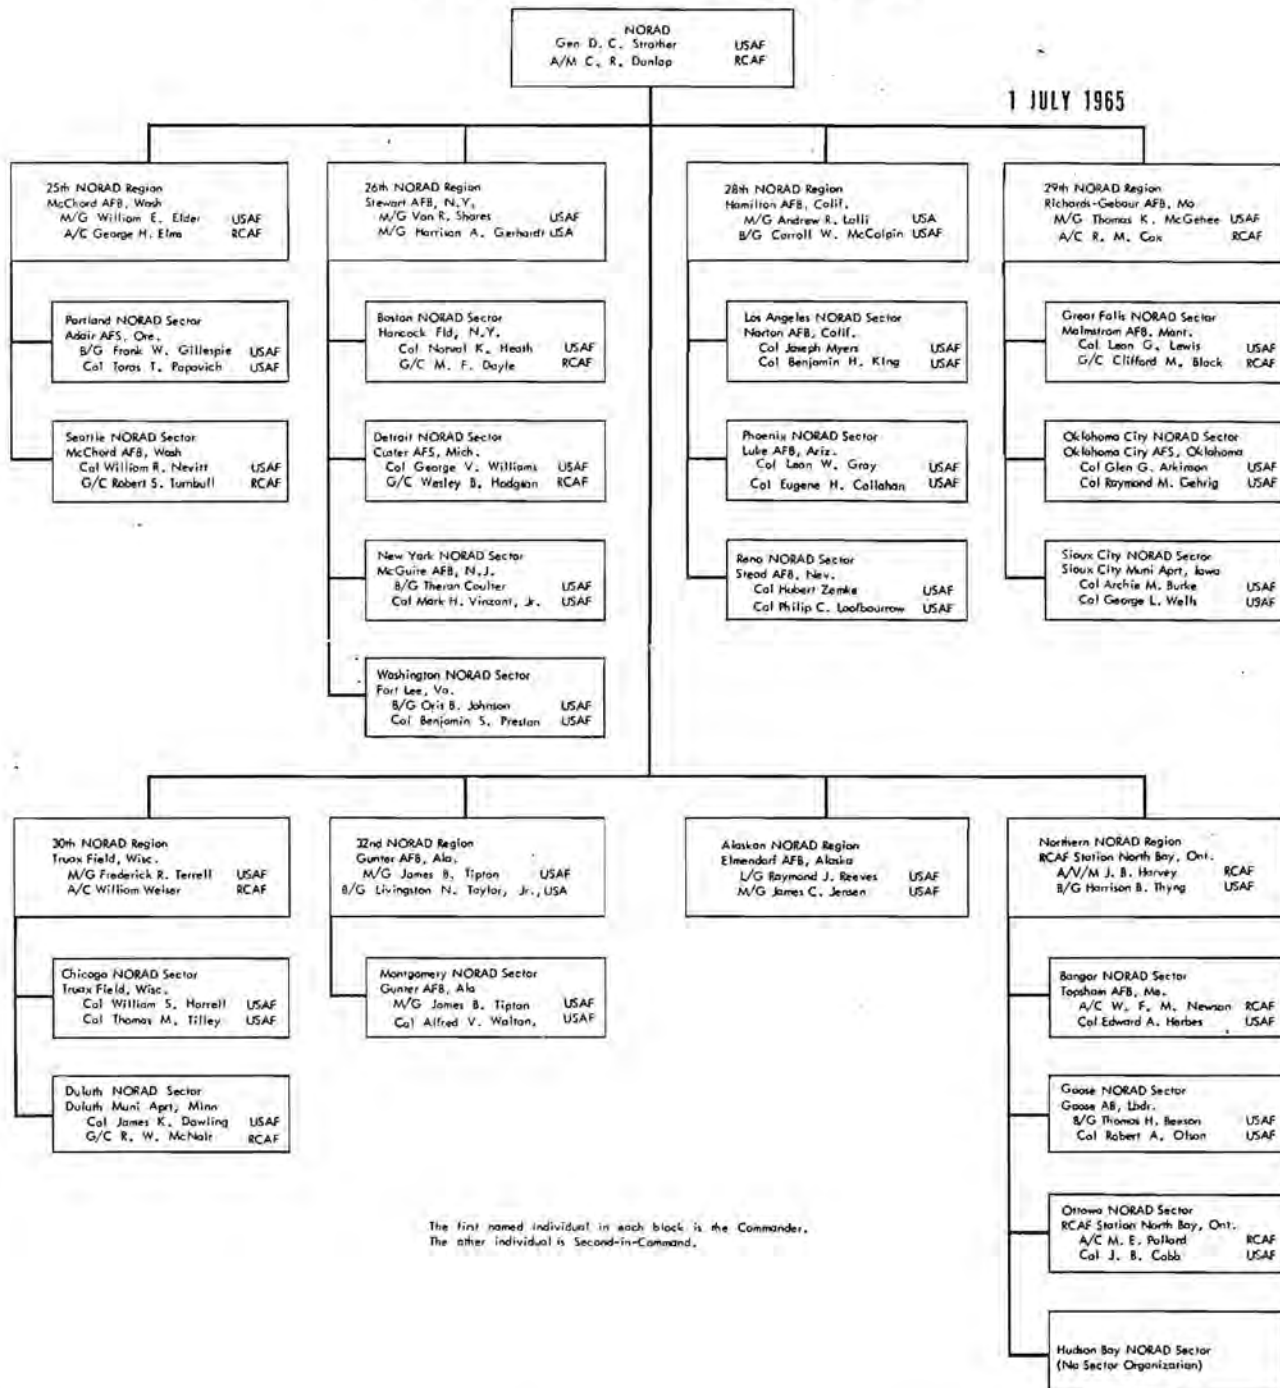 NORAD
Gen D. C. Strother USAF
A/M C. R. Dunlap RCAF
1 JULY 1965
25th NORAD Region
McChord AFB, Wash
M/G William E. Elder USAF
A/C George H. Elms RCAF
Portland NORAD Sector
Adair AFS, Ore.
B/G Frank W. Gillespie USAF
Col Toras T. Popovich USAF
Seattle NORAD Sector
McChord AFB, Wash
Col William R. Nevitt USAF
G/C Robert S. Turnbull RCAF
26th NORAD Region
Stewart AFB, N.Y.
M/G Von R. Shores USAF
M/G Harrison A. Gerhardt USA
Boston NORAD Sector
Hancock Fld, N.Y.
Col Norval K. Heath USAF
G/C M. F. Doyle RCAF
Detroit NORAD Sector
Custer AFS, Mich.
Col George V. Williams USAF
G/C Wesley B. Hodgson RCAF
New York NORAD Sector
McGuire AFB, N.J.
B/G Theron Coulter USAF
Col Mark H. Vinzant, Jr. USAF
Washington NORAD Sector
Fort Lee, Va.
B/G Oris B. Johnson USAF
Col Benjamin S. Preston USAF
28th NORAD Region
Hamilton AFB, Calif.
M/G Andrew R. Lolli USA
B/G Carroll W. McColpin USAF
Los Angeles NORAD Sector
Norton AFB, Calif.
Col Joseph Myers USAF
Col Benjamin H. King USAF
Phoenix NORAD Sector
Luke AFB, Ariz.
Col Leon W. Gray USAF
Col Eugene H. Callahan USAF
Reno NORAD Sector
Stead AFB, Nev.
Col Hubert Zemke USAF
Col Philip C. Loofbourrow USAF
29th NORAD Region
Richards-Gebaur AFB, Mo
M/G Thomas K. McGehee USAF
A/C R. M. Cox RCAF
Great Falls NORAD Sector
Malmstrom AFB, Mont.
Col. Leon G. Lewis USAF
G/C Clifford M. Black RCAF
Oklahoma City NORAD Sector
Oklahoma City AFS, Oklahoma
Col Glen G. Atkinson USAF
Col Raymond M. Gehrig USAF
Sioux City NORAD Sector
Sioux City Muni Aprt, Iowa
Col Archie M. Burke USAF
Col George L. Wells USAF
30th NORAD Region
Truax Field, Wisc.
M/G Frederick R. Terrell USAF
A/C William Weiser RCAF
Chicago NORAD Sector
Truax Field, Wisc.
Col William S. Harrell USAF
Col Thomas M. Tilley USAF
Duluth NORAD Sector
Duluth Muni Aprt, Minn
Col James K. Dowling USAF
G/C R. W. McNair RCAF
32nd NORAD Region
Gunter AFB, Ala.
M/G James B. Tipton USAF
B/G Livingston N. Taylor, Jr., USA
Montgomery NORAD Sector
Gunter AFB, Ala
M/G James B. Tipton USAF
Col Alfred V. Walton, USAF
Alaskan NORAD Region
Elmendorf AFB, Alaska
L/G Raymond J. Reeves USAF
M/G James C. Jensen USAF
Northern NORAD Region
RCAF Station North Bay, Ont.
A/V/M J. B. Harvey RCAF
B/G Harrison B. Thyng USAF
Bangor NORAD Sector
Topsham AFB, Me.
A/C W. F. M. Newson RCAF
Col Edward A. Herbes USAF
Goose NORAD Sector
Goose AB, Lbdr.
B/G Thomas H. Beeson USAF
Col Robert A. Olson USAF
Ottawa NORAD Sector
RCAF Station North Bay, Ont.
A/C M. E. Pollard RCAF
Col J. B. Cobb USAF
Hudson Bay NORAD Sector
(No Sector Organization)
The first named individual in each block is the Commander.
The other individual is Second-in-Command.